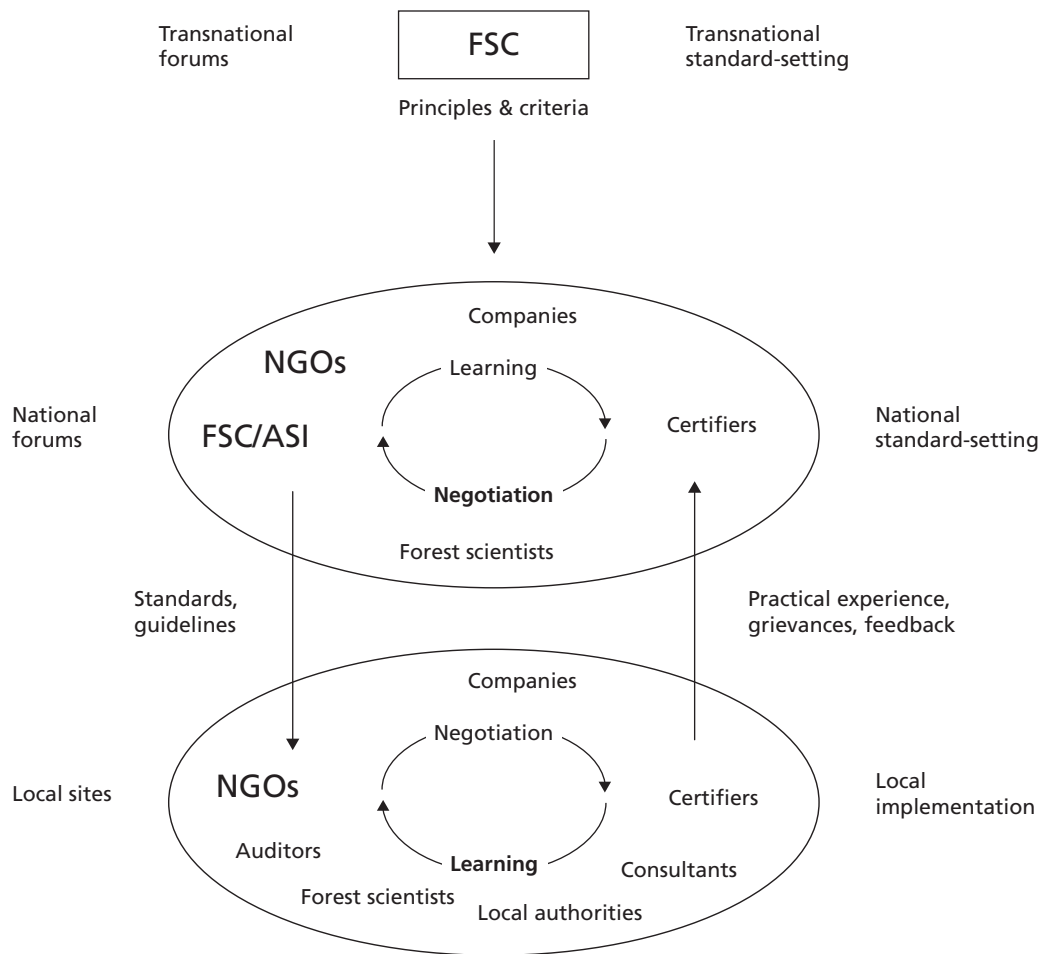 Transnational
forums
FSC
Transnational
standard-setting
Principles & criteria
Companies
NGOs
Learning
National
forums
FSC/ASI
Certifiers
National
standard-setting
Negotiation
Forest scientists
Standards,
guidelines
Practical experience,
grievances, feedback
Companies
Negotiation
Local sites
NGOs
Certifiers
Local
implementation
Auditors
Learning
Consultants
Forest scientists
Local authorities